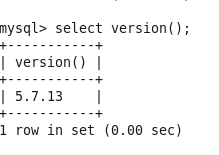 mysql> select version();
+-----------+
| version() |
+-----------+
| 5.7.13    |
+-----------+
1 row in set (0.00 sec)